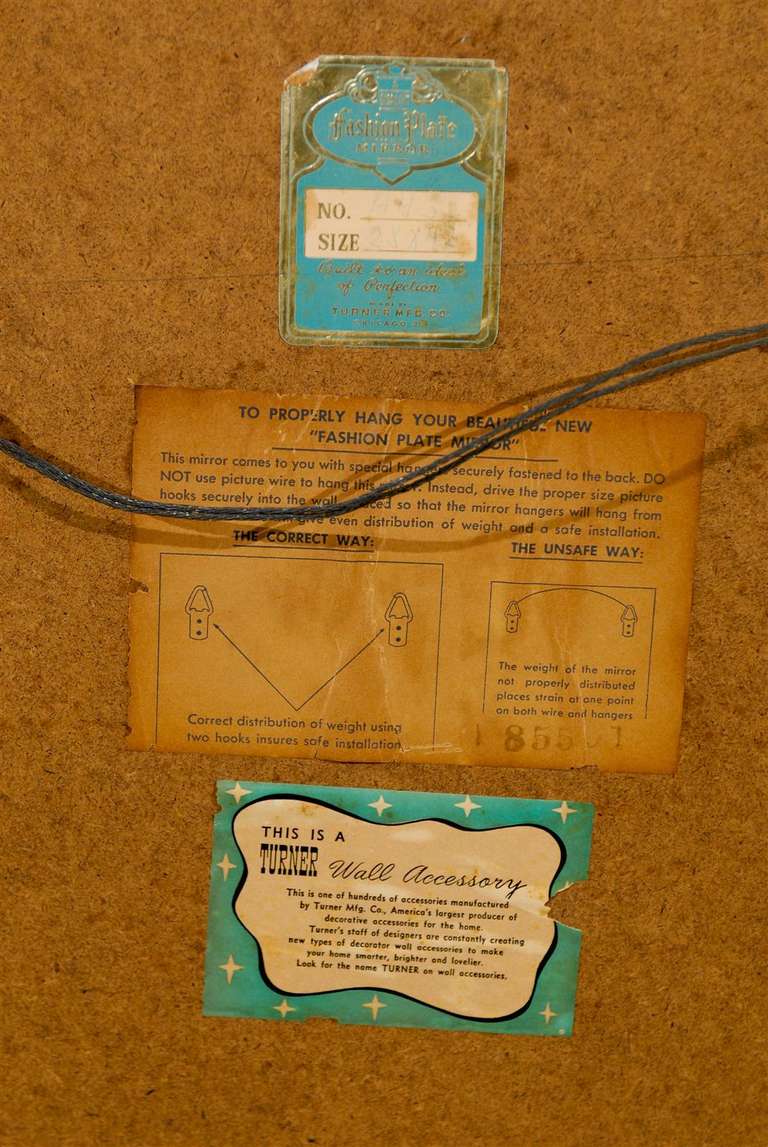 Fashion Plate
MIRROR
NO.
SIZE
Built to an ideal
of Perfection
MADE BY
TURNER MFG. CO.
CHICAGO
TO PROPERLY HANG YOUR NEW
"FASHION PLATE MIRROR"
This mirror comes to you with special securely fastened to the back. DO
NOT use picture wire to hang this Instead, drive the proper size picture
hooks securely into the wall, so that the mirror hangers will hang from
give even distribution of weight and a safe installation.
THE CORRECT WAY:
THE UNSAFE WAY:
Correct distribution of weight using
two hooks insures safe installation
The weight of the mirror
not properly distributed
places strain at one point
on both wire and hangers
THIS IS A
TURNER Wall Accessory
This is one of hundreds of accessories manufactured
by Turner Mfg. Co., America's largest producer of
decorative accessories for the home.
Turner's staff of designers are constantly creating
new types of decorator wall accessories to make
your home smarter, brighter and lovelier.
Look for the name TURNER on wall accessories.